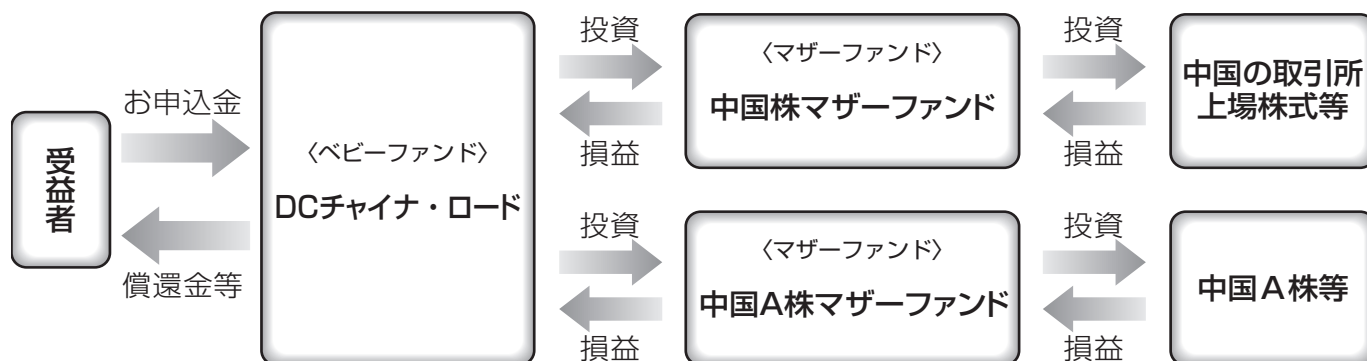 受益者
お申込金
償還金等
〈ベビーファンド〉
DCチャイナ・ロード
投資
損益
〈マザーファンド〉
中国株マザーファンド
投資
損益
中国の取引所
上場株式等
投資
損益
〈マザーファンド〉
中国A株マザーファンド
投資
損益
中国A株等